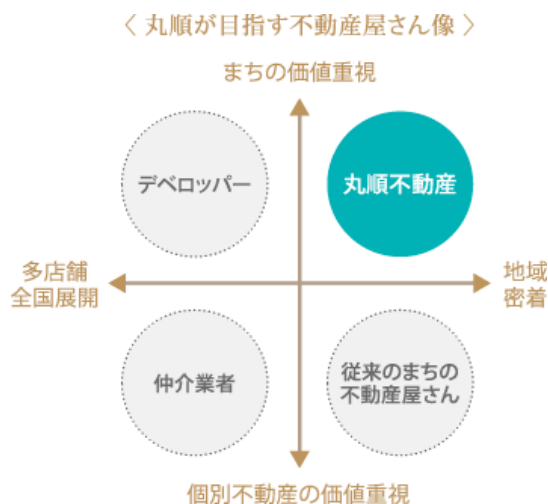 〈 丸順が目指す不動産屋さん像 〉
まちの価値重視
デベロッパー
丸順不動産
多店舗
全国展開
地域
密着
仲介業者
従来のまちの
不動産屋さん
個別不動産の価値重視